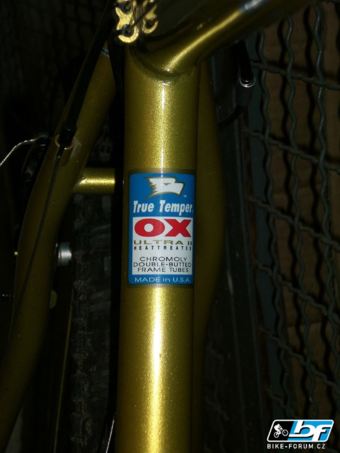 True Temper
OX
ULTRA II
HEATTREATED
CHROMOLY
DOUBLE-BUTTED
FRAME TUBES
MADE IN U.S.A.
bf
BIKE-FORUM.CZ